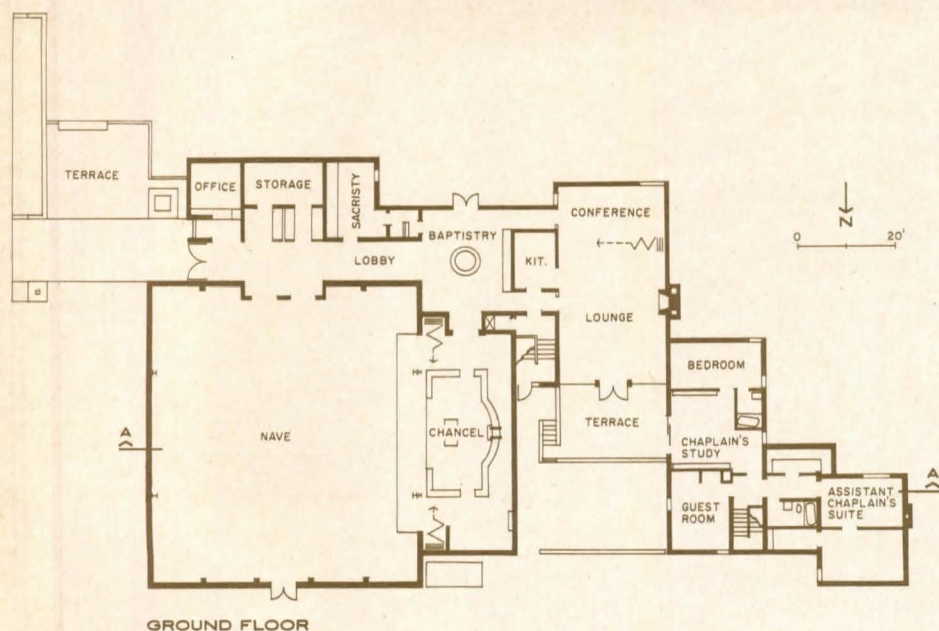 TERRACE
OFFICE
STORAGE
SACRISTY
BAPTISTRY
LOBBY
KIT.
CONFERENCE
LOUNGE
N
0 20'
BEDROOM
TERRACE
CHAPLAIN'S
STUDY
GUEST
ROOM
ASSISTANT
CHAPLAIN'S
SUITE
A
A
NAVE
CHANCEL
GROUND FLOOR